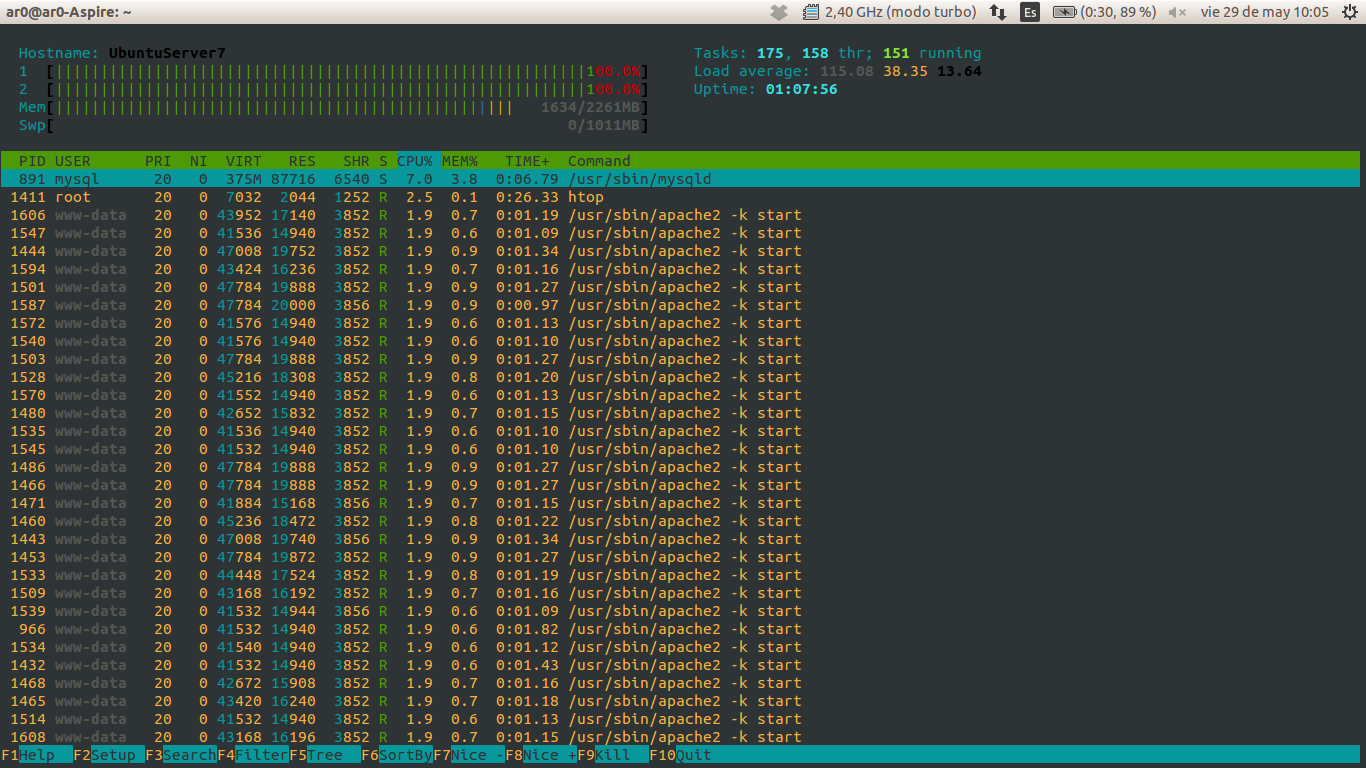 ar0@ar0-Aspire: ~ 2,40 GHz (modo turbo) Es (0:30, 89 %) vie 29 de may 10:05
Hostname: UbuntuServer7 Tasks: 175, 158 thr; 151 running
1 [||||||||||||||||||||||||||||||||||||||||||||||||||||||||||||100.0%] Load average: 115.08 38.35 13.64
2 [||||||||||||||||||||||||||||||||||||||||||||||||||||||||||||100.0%] Uptime: 01:07:56
Mem[||||||||||||||||||||||||||||||||||||||||||||||||||| 1634/2261MB]
Swp[ 0/1011MB]
PID USER PRI NI VIRT RES SHR S CPU% MEM% TIME+ Command
891 mysql 20 0 375M 87716 6540 S 7.0 3.8 0:06.79 /usr/sbin/mysqld
1411 root 20 0 7032 2044 1252 R 2.5 0.1 0:26.33 htop
1606 www-data 20 0 43952 17140 3852 R 1.9 0.7 0:01.19 /usr/sbin/apache2 -k start
1547 www-data 20 0 41536 14940 3852 R 1.9 0.6 0:01.09 /usr/sbin/apache2 -k start
1444 www-data 20 0 47008 19752 3852 R 1.9 0.9 0:01.34 /usr/sbin/apache2 -k start
1594 www-data 20 0 43424 16236 3852 R 1.9 0.7 0:01.16 /usr/sbin/apache2 -k start
1501 www-data 20 0 47784 19888 3852 R 1.9 0.9 0:01.27 /usr/sbin/apache2 -k start
1587 www-data 20 0 47784 20000 3856 R 1.9 0.9 0:00.97 /usr/sbin/apache2 -k start
1572 www-data 20 0 41576 14940 3852 R 1.9 0.6 0:01.13 /usr/sbin/apache2 -k start
1540 www-data 20 0 41576 14940 3852 R 1.9 0.6 0:01.10 /usr/sbin/apache2 -k start
1503 www-data 20 0 47784 19888 3852 R 1.9 0.9 0:01.27 /usr/sbin/apache2 -k start
1528 www-data 20 0 45216 18308 3852 R 1.9 0.8 0:01.20 /usr/sbin/apache2 -k start
1570 www-data 20 0 41552 14940 3852 R 1.9 0.6 0:01.13 /usr/sbin/apache2 -k start
1480 www-data 20 0 42652 15832 3852 R 1.9 0.7 0:01.15 /usr/sbin/apache2 -k start
1535 www-data 20 0 41536 14940 3852 R 1.9 0.6 0:01.10 /usr/sbin/apache2 -k start
1545 www-data 20 0 41532 14940 3852 R 1.9 0.6 0:01.10 /usr/sbin/apache2 -k start
1486 www-data 20 0 47784 19888 3852 R 1.9 0.9 0:01.27 /usr/sbin/apache2 -k start
1466 www-data 20 0 47784 19888 3852 R 1.9 0.9 0:01.27 /usr/sbin/apache2 -k start
1471 www-data 20 0 41884 15168 3856 R 1.9 0.7 0:01.15 /usr/sbin/apache2 -k start
1460 www-data 20 0 45236 18472 3852 R 1.9 0.8 0:01.22 /usr/sbin/apache2 -k start
1443 www-data 20 0 47008 19740 3856 R 1.9 0.9 0:01.34 /usr/sbin/apache2 -k start
1453 www-data 20 0 47784 19872 3852 R 1.9 0.9 0:01.27 /usr/sbin/apache2 -k start
1533 www-data 20 0 44448 17524 3852 R 1.9 0.8 0:01.19 /usr/sbin/apache2 -k start
1509 www-data 20 0 43168 16192 3852 R 1.9 0.7 0:01.16 /usr/sbin/apache2 -k start
1539 www-data 20 0 41532 14944 3856 R 1.9 0.6 0:01.09 /usr/sbin/apache2 -k start
966 www-data 20 0 41532 14940 3852 R 1.9 0.6 0:01.82 /usr/sbin/apache2 -k start
1534 www-data 20 0 41540 14940 3852 R 1.9 0.6 0:01.12 /usr/sbin/apache2 -k start
1432 www-data 20 0 41532 14940 3852 R 1.9 0.6 0:01.43 /usr/sbin/apache2 -k start
1468 www-data 20 0 42672 15908 3852 R 1.9 0.7 0:01.16 /usr/sbin/apache2 -k start
1465 www-data 20 0 43420 16240 3852 R 1.9 0.7 0:01.18 /usr/sbin/apache2 -k start
1514 www-data 20 0 41532 14940 3852 R 1.9 0.6 0:01.13 /usr/sbin/apache2 -k start
1608 www-data 20 0 43168 16196 3852 R 1.9 0.7 0:01.15 /usr/sbin/apache2 -k start
F1Help F2Setup F3SearchF4FilterF5Tree F6SortByF7Nice -F8Nice +F9Kill F10Quit